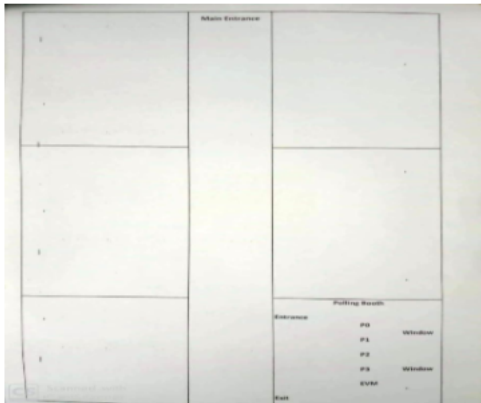 Main Entrance
Polling Booth
Entrance
P0
Window
P1
P2
P3 Window
EVM
Exit